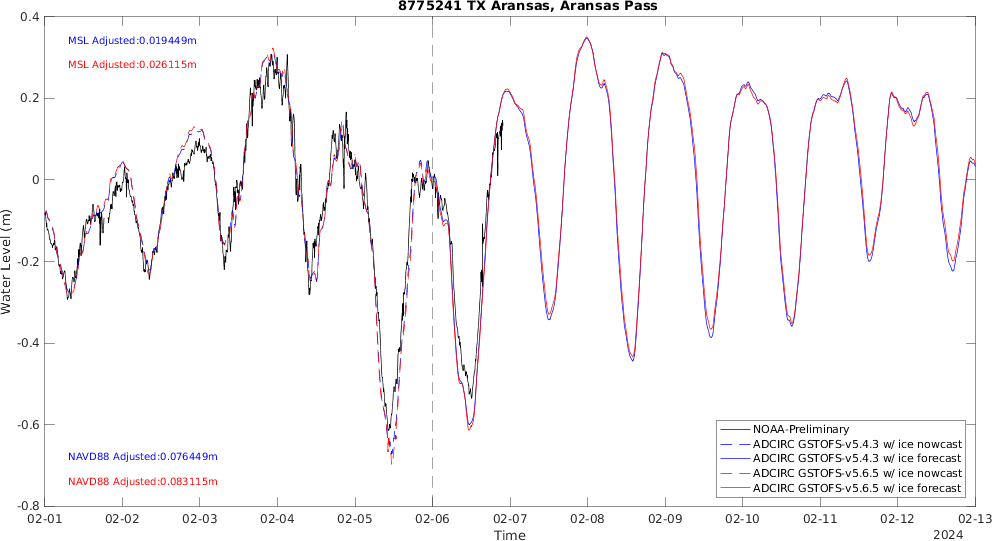 8775241 TX Aransas, Aransas Pass
0.4
MSL Adjusted:0.019449m
MSL Adjusted:0.026115m
0.2
0
-0.2
Water Level (m)
-0.4
-0.6
-0.8
NAVD88 Adjusted:0.076449m
NAVD88 Adjusted:0.083115m
NOAA-Preliminary
ADCIRC GSTOFS-v5.4.3 w/ ice nowcast
ADCIRC GSTOFS-v5.4.3 w/ ice forecast
ADCIRC GSTOFS-v5.6.5 w/ ice nowcast
ADCIRC GSTOFS-v5.6.5 w/ ice forecast
02-01 02-02 02-03 02-04 02-05 02-06 02-07 02-08 02-09 02-10 02-11 02-12 02-13
Time
2024